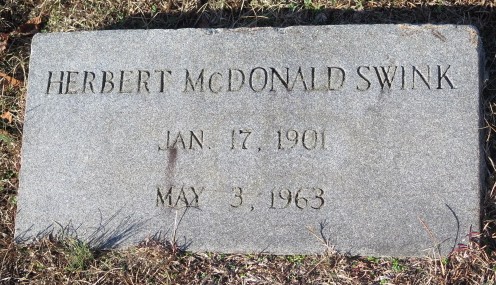 HERBERT McDONALD SWINK
JAN. 17, 1901
MAY 3, 1963